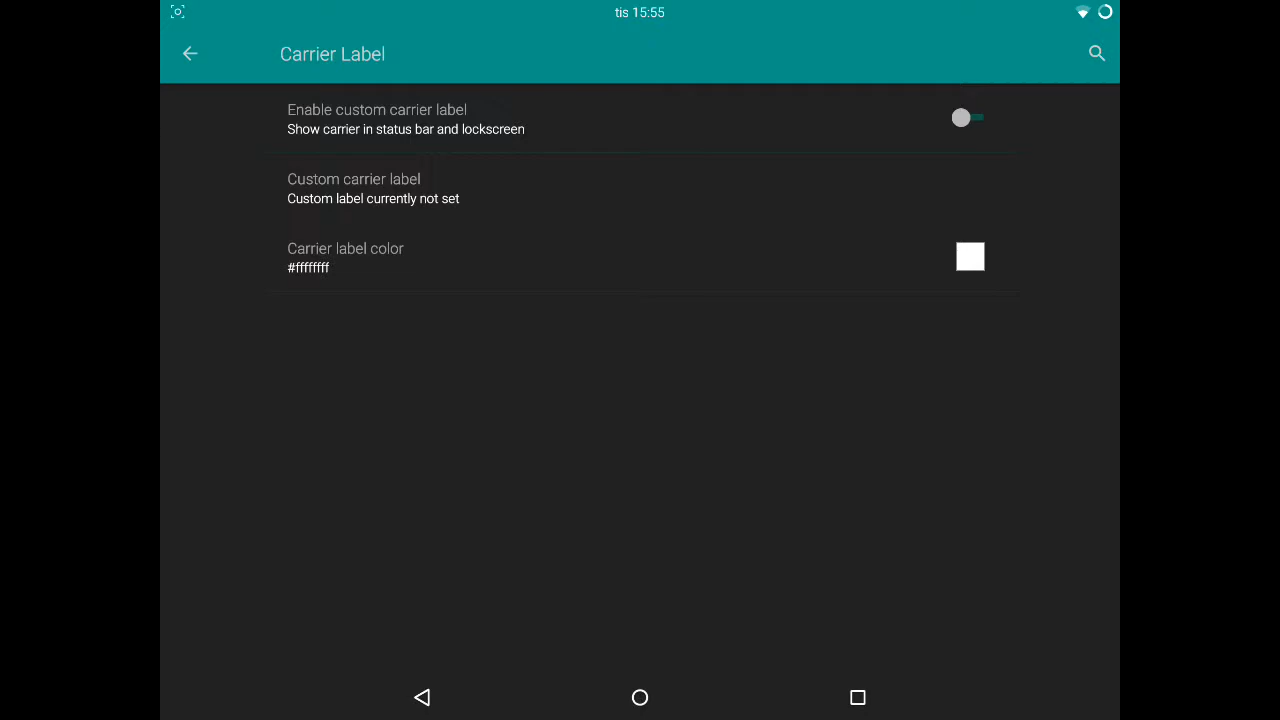 tis 15:55
Carrier Label
Enable custom carrier label
Show carrier in status bar and lockscreen
Custom carrier label
Custom label currently not set
Carrier label color
#ffffffff